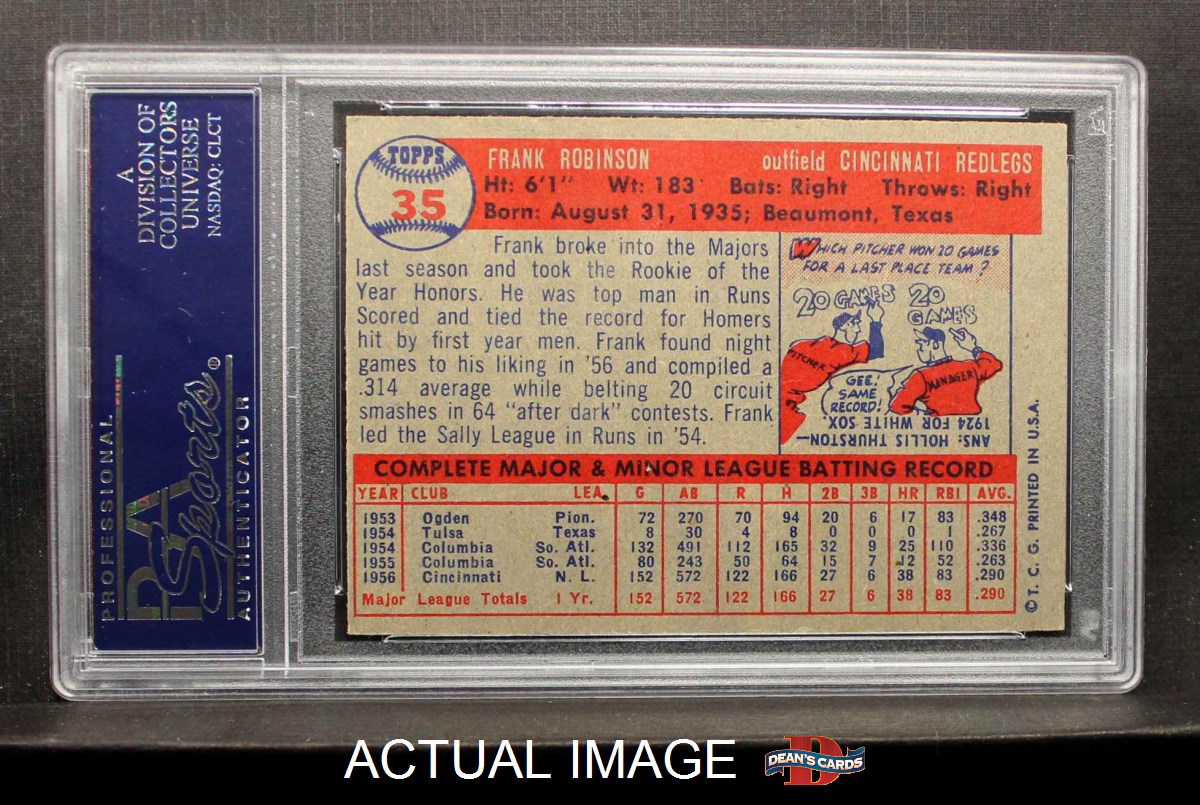 A
DIVISION OF
COLLECTORS
UNIVERSE
NASDAQ: CLCT
PROFESSIONAL
PSA
Sports®
AUTHENTICATOR
TOPPS
35
FRANK ROBINSON outfield CINCINNATI REDLEGS
Ht: 6'1" Wt: 183 Bats: Right Throws: Right
Born: August 31, 1935; Beaumont, Texas
Frank broke into the Majors
last season and took the Rookie of the
Year Honors. He was top man in Runs
Scored and tied the record for Homers
hit by first year men. Frank found night
games to his liking in '56 and compiled a
.314 average while belting 20 circuit
smashes in 64 "after dark" contests. Frank
led the Sally League in Runs in '54.
WHICH PITCHER WON 20 GAMES
FOR A LAST PLACE TEAM?
20 GAMES
20
GAMES
PITCHER
MANAGER
GEE!
SAME
RECORD!
ANS: HOLLIS THURSTON—
1924 FOR WHITE SOX.
COMPLETE MAJOR & MINOR LEAGUE BATTING RECORD
YEAR CLUB LEA. G AB R H 2B 3B HR RBI AVG.
1953 Ogden Pion. 72 270 70 94 20 6 17 83 .348
1954 Tulsa Texas 8 30 4 8 0 0 0 1 .267
1954 Columbia So. Atl. 132 491 112 165 32 9 25 110 .336
1955 Columbia So. Atl. 80 243 50 64 15 7 12 52 .263
1956 Cincinnati N. L. 152 572 122 166 27 6 38 83 .290
Major League Totals 1 Yr. 152 572 122 166 27 6 38 83 .290
© T. C. G. PRINTED IN U.S.A.
ACTUAL IMAGE
D
DEAN'S CARDS